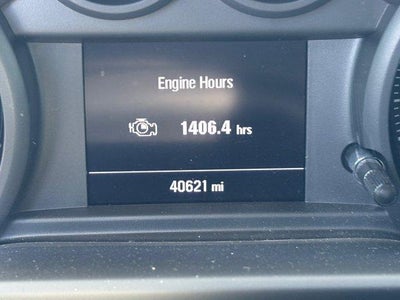 Engine Hours
1406.4 hrs
40621 mi